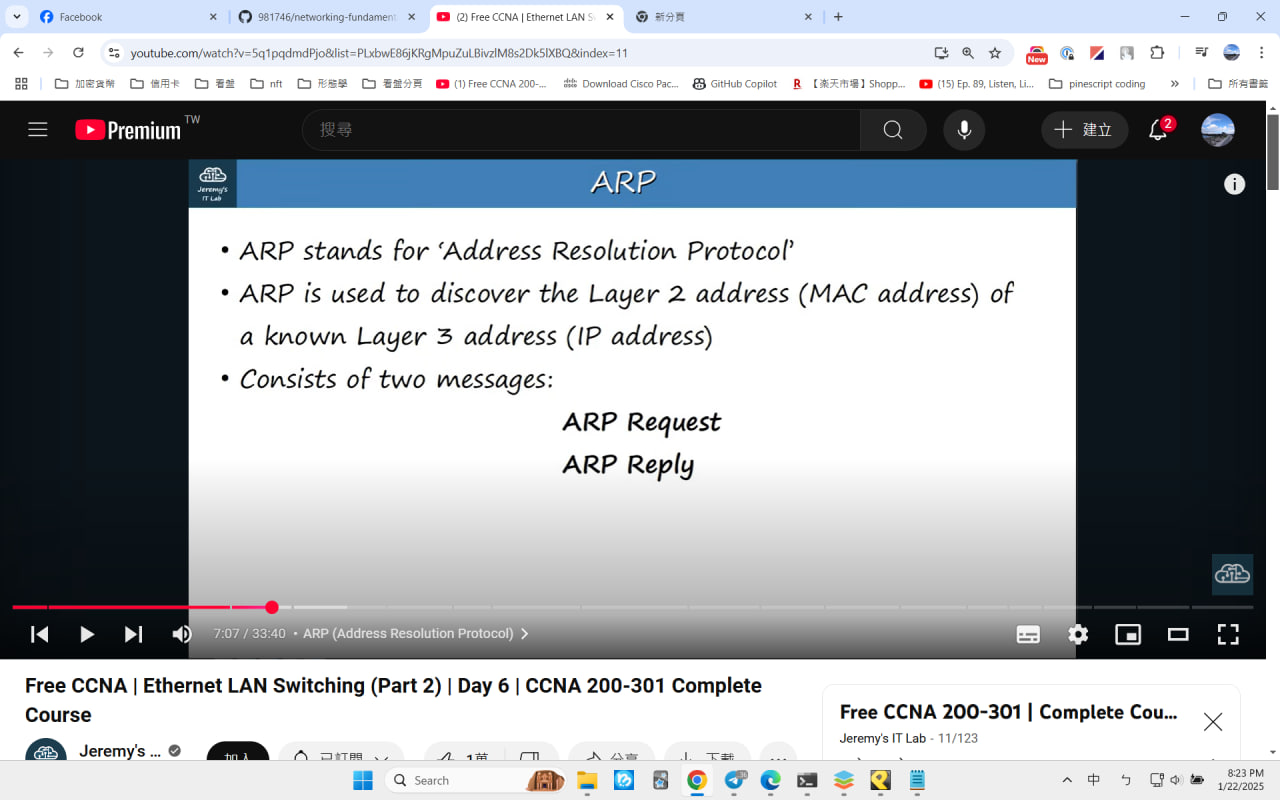 Facebook
981746/networking-fundament
(2) Free CCNA | Ethernet LAN S
新分頁
youtube.com/watch?v=5q1pqdmdPjo&list=PLxbwE86jKRgMpuZuLBivzlM8s2Dk5lXBQ&index=11
New
加密貨幣
信用卡
看盤
nft
形態學
看盤分頁
(1) Free CCNA 200-...
Download Cisco Pac...
GitHub Copilot
【楽天市場】Shopp...
(15) Ep. 89, Listen, Li...
pinescript coding
所有書籤
Premium TW
搜尋
建立
2
Jeremy's
IT Lab
ARP
• ARP stands for ‘Address Resolution Protocol’
• ARP is used to discover the Layer 2 address (MAC address) of
a known Layer 3 address (IP address)
• Consists of two messages:
ARP Request
ARP Reply
7:07 / 33:40 • ARP (Address Resolution Protocol)
Free CCNA | Ethernet LAN Switching (Part 2) | Day 6 | CCNA 200-301 Complete
Course
Free CCNA 200-301 | Complete Cou...
Jeremy's IT Lab - 11/123
Jeremy's ...
加入
已訂閱
1萬
分享
下載
Search
中
8:23 PM
1/22/2025